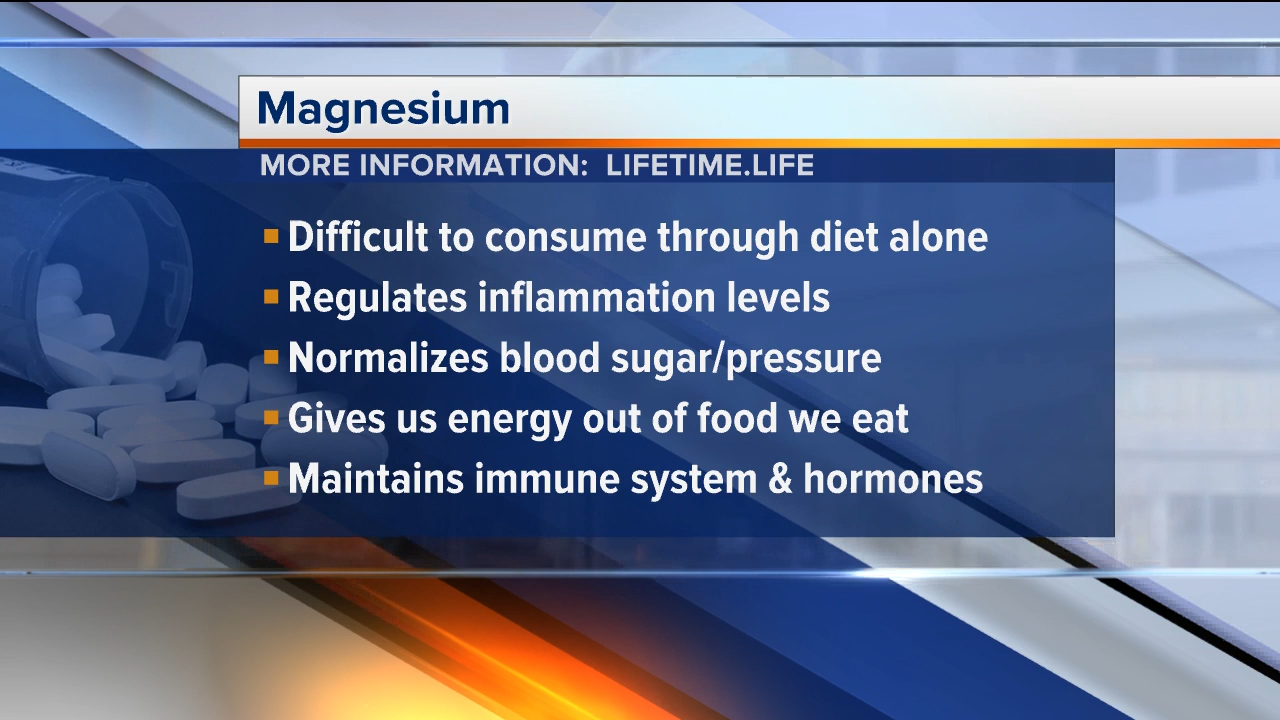 Magnesium
MORE INFORMATION: LIFETIME.LIFE
Difficult to consume through diet alone
Regulates inflammation levels
Normalizes blood sugar/pressure
Gives us energy out of food we eat
Maintains immune system & hormones